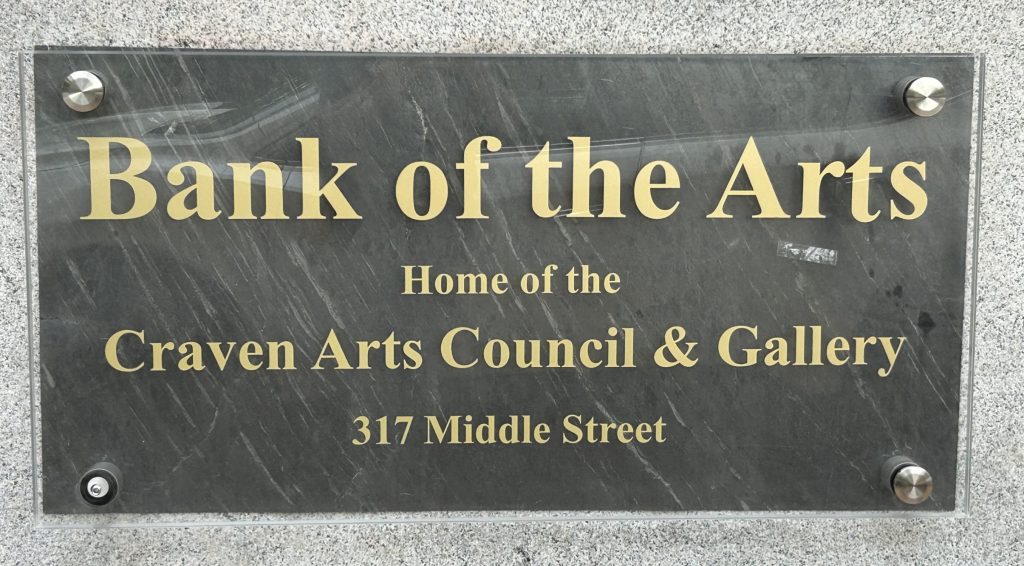 Bank of the Arts
Home of the
Craven Arts Council & Gallery
317 Middle Street